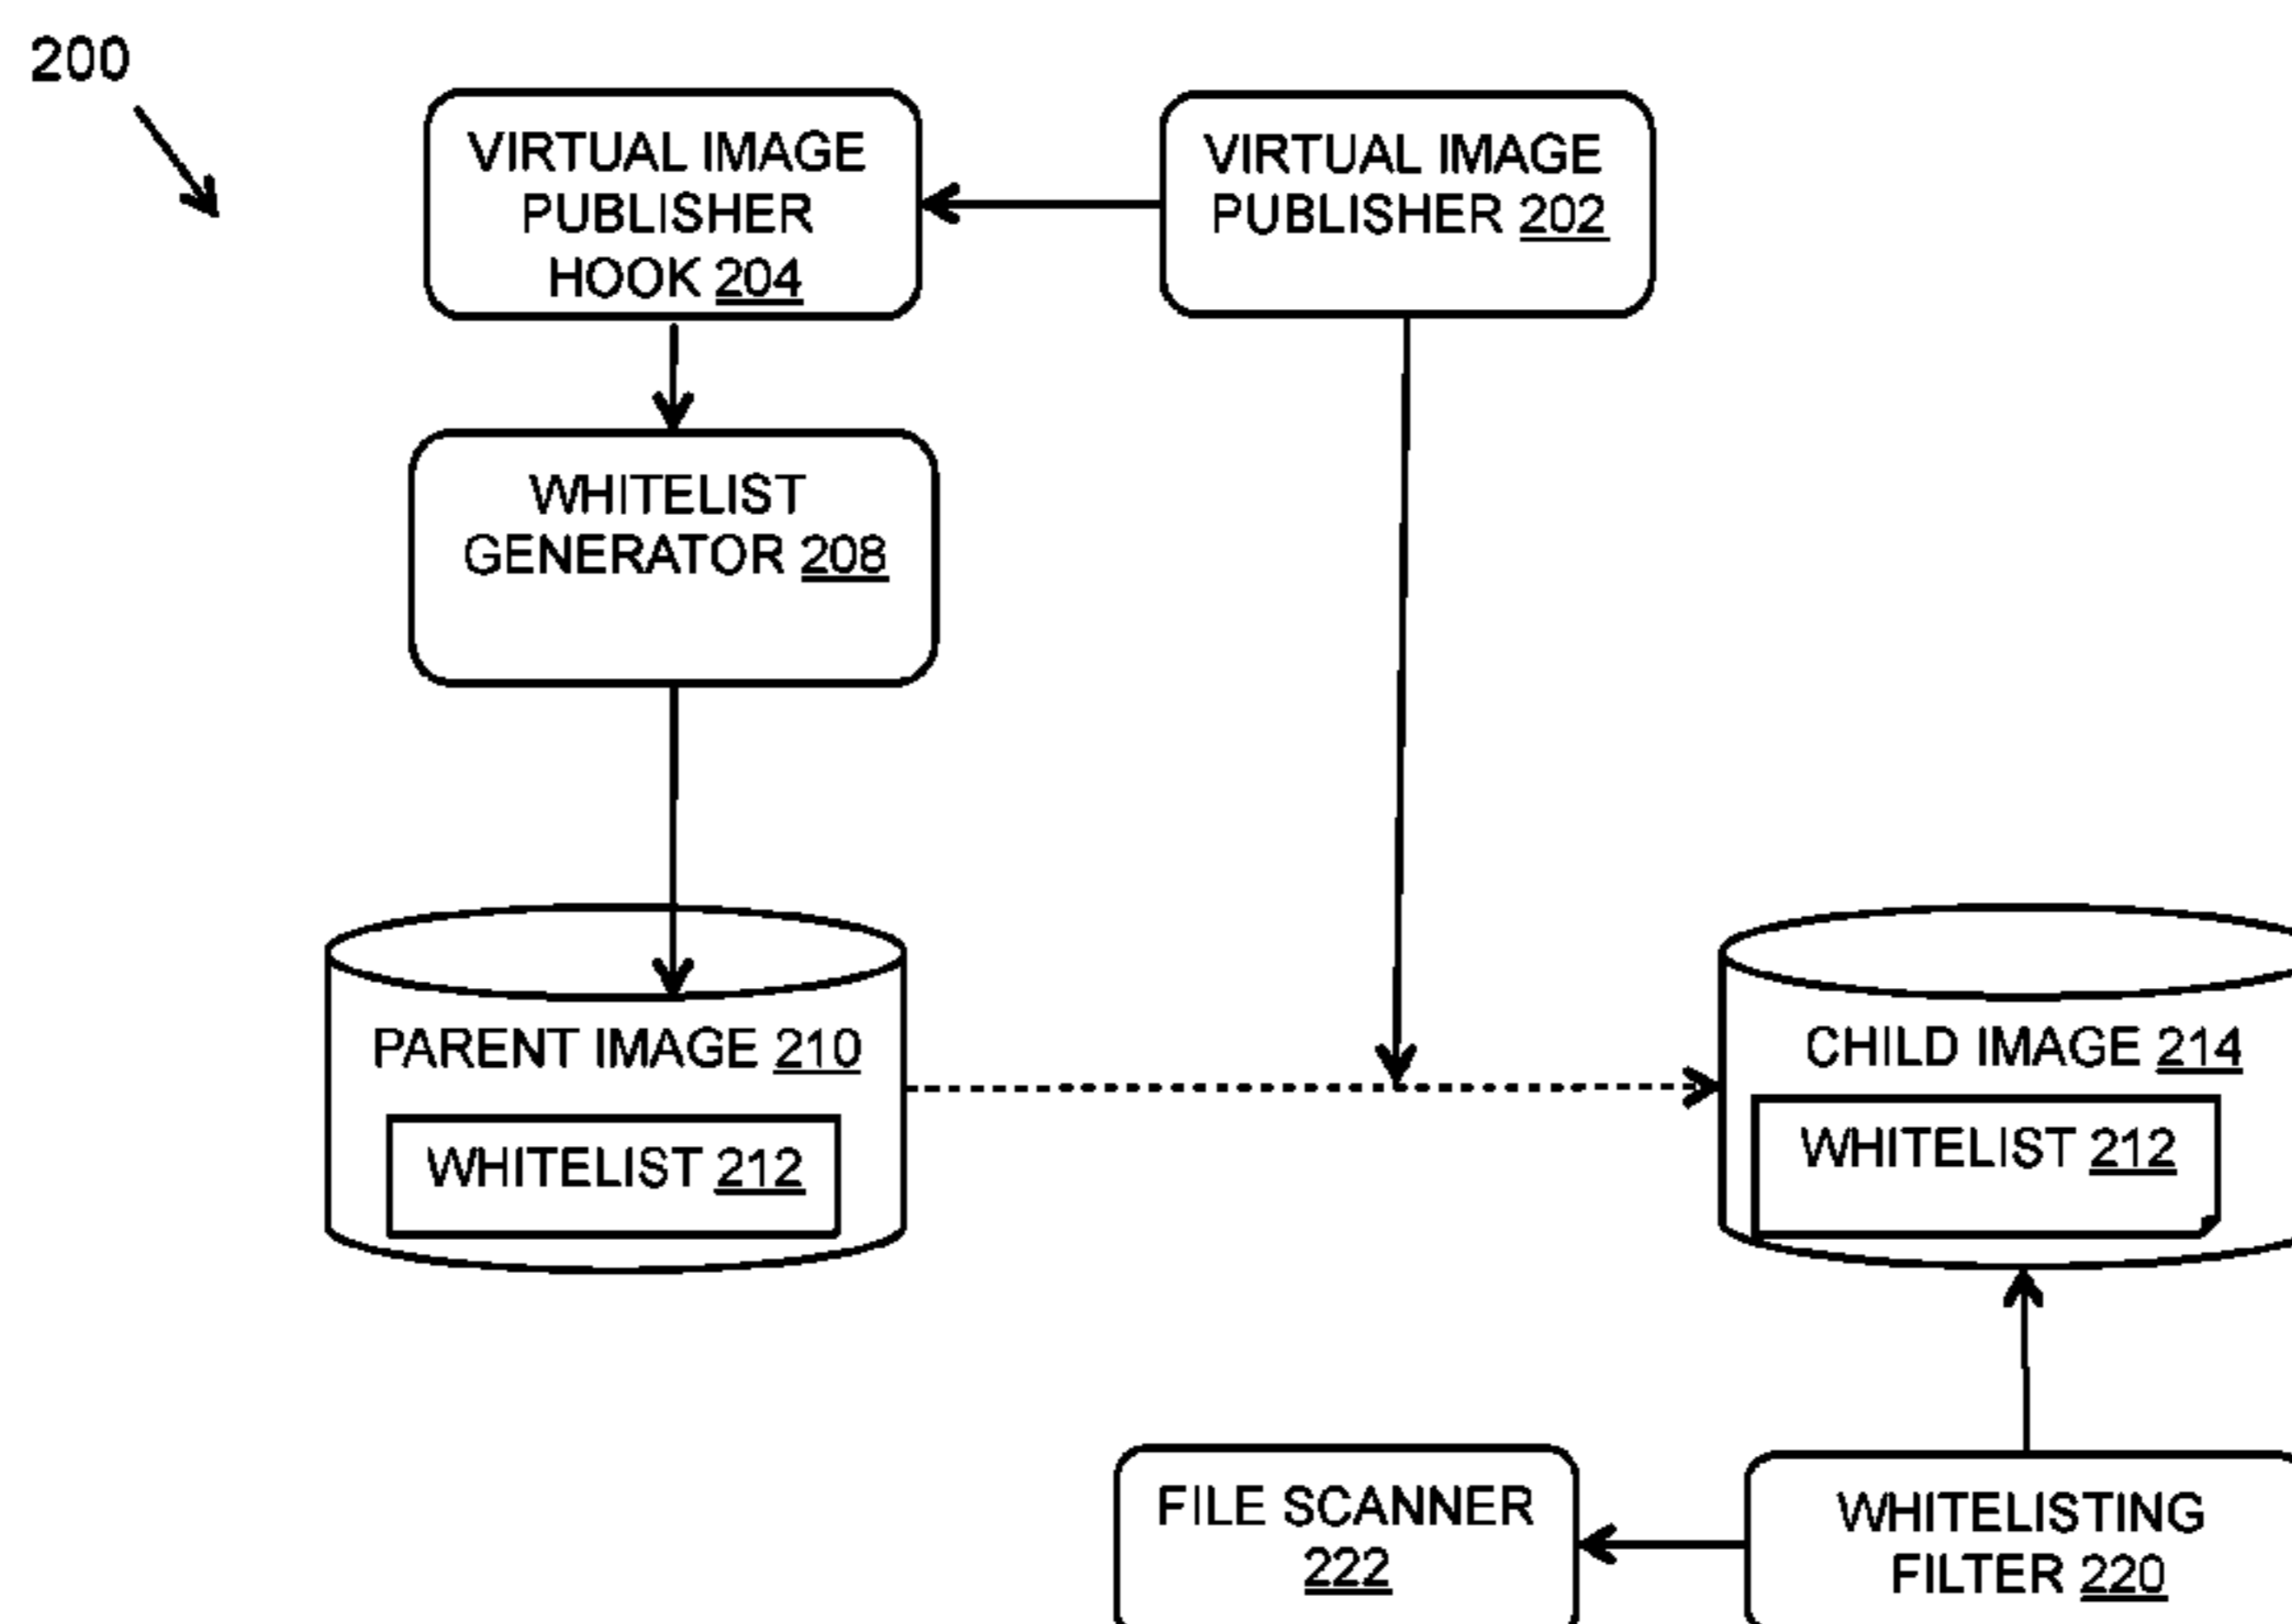 200
VIRTUAL IMAGE
PUBLISHER
HOOK 204
VIRTUAL IMAGE
PUBLISHER 202
WHITELIST
GENERATOR 208
PARENT IMAGE 210
WHITELIST 212
CHILD IMAGE 214
WHITELIST 212
FILE SCANNER
222
WHITELISTING
FILTER 220